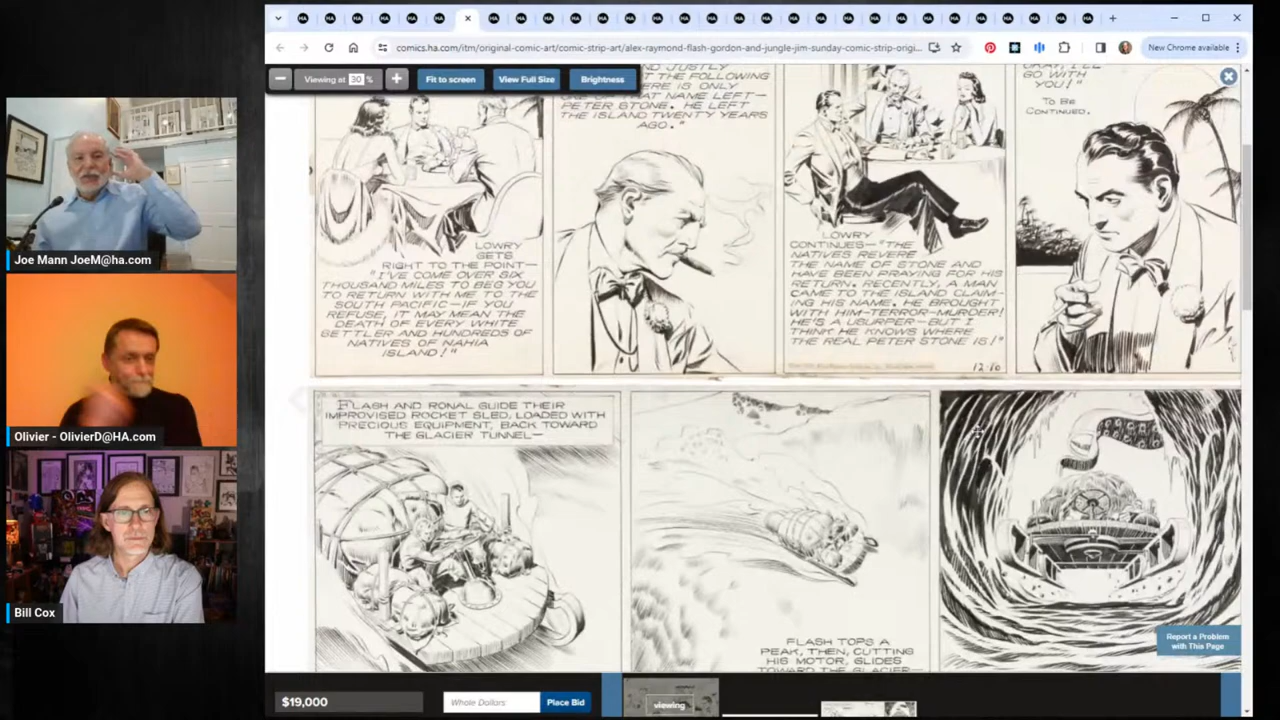 comics.ha.com/itm/original-comic-art/comic-strip-art/alex-raymond-flash-gordon-and-jungle-jim-sunday-comic-strip-origi...
New Chrome available
Viewing at 30 %
Fit to screen
View Full Size
Brightness
THE FOLLOWING
THERE IS ONLY
ONE OF THAT NAME LEFT—
PETER STONE. HE LEFT
THE ISLAND TWENTY YEARS
AGO."
GO WITH
YOU!"
TO BE
CONTINUED.
LOWRY
GETS
RIGHT TO THE POINT—
"I'VE COME OVER SIX
THOUSAND MILES TO BEG YOU
TO RETURN WITH ME TO THE
SOUTH PACIFIC—IF YOU
REFUSE, IT MAY MEAN THE
DEATH OF EVERY WHITE
SETTLER AND HUNDREDS OF
NATIVES OF NAHIA
ISLAND!"
LOWRY
CONTINUES—"THE
NATIVES REVERE
THE NAME OF STONE AND
HAVE BEEN PRAYING FOR HIS
RETURN. RECENTLY, A MAN
CAME TO THE ISLAND CLAIM-
ING HIS NAME. HE BROUGHT
WITH HIM—TERROR—MURDER!
HE'S A USURPER—BUT I
THINK HE KNOWS WHERE
THE REAL PETER STONE IS!"
12 10
FLASH AND RONAL GUIDE THEIR
IMPROVISED ROCKET SLED, LOADED WITH
PRECIOUS EQUIPMENT, BACK TOWARD
THE GLACIER TUNNEL—
FLASH TOPS A
PEAK, THEN, CUTTING
HIS MOTOR, GLIDES
TOWARD THE GLACIER—
Report a Problem
with This Page
$19,000
Whole Dollars
Place Bid
viewing
Joe Mann JoeM@ha.com
Olivier - OlivierD@HA.com
Bill Cox